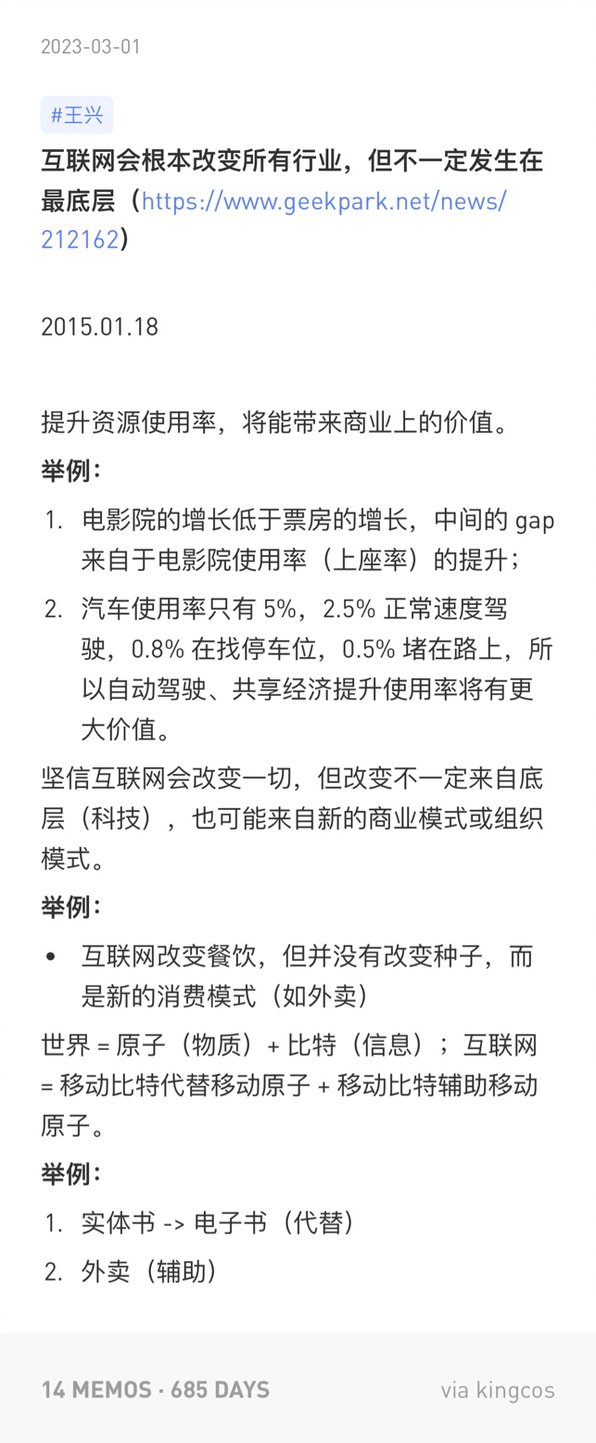 2023-03-01
#王兴
互联网会根本改变所有行业，但不一定发生在
最底层（https://www.geekpark.net/news/
212162）
2015.01.18
提升资源使用率，将能带来商业上的价值。
举例：
1. 电影院的增长低于票房的增长，中间的 gap
来自于电影院使用率（上座率）的提升；
2. 汽车使用率只有 5%，2.5% 正常速度驾
驶，0.8% 在找停车位，0.5% 堵在路上，所
以自动驾驶、共享经济提升使用率将有更
大价值。
坚信互联网会改变一切，但改变不一定来自底
层（科技），也可能来自新的商业模式或组织
模式。
举例：
• 互联网改变餐饮，但并没有改变种子，而
是新的消费模式（如外卖）
世界 = 原子（物质）+ 比特（信息）；互联网
= 移动比特代替移动原子 + 移动比特辅助移动
原子。
举例：
1. 实体书 -> 电子书（代替）
2. 外卖（辅助）
14 MEMOS · 685 DAYS
via kingcos